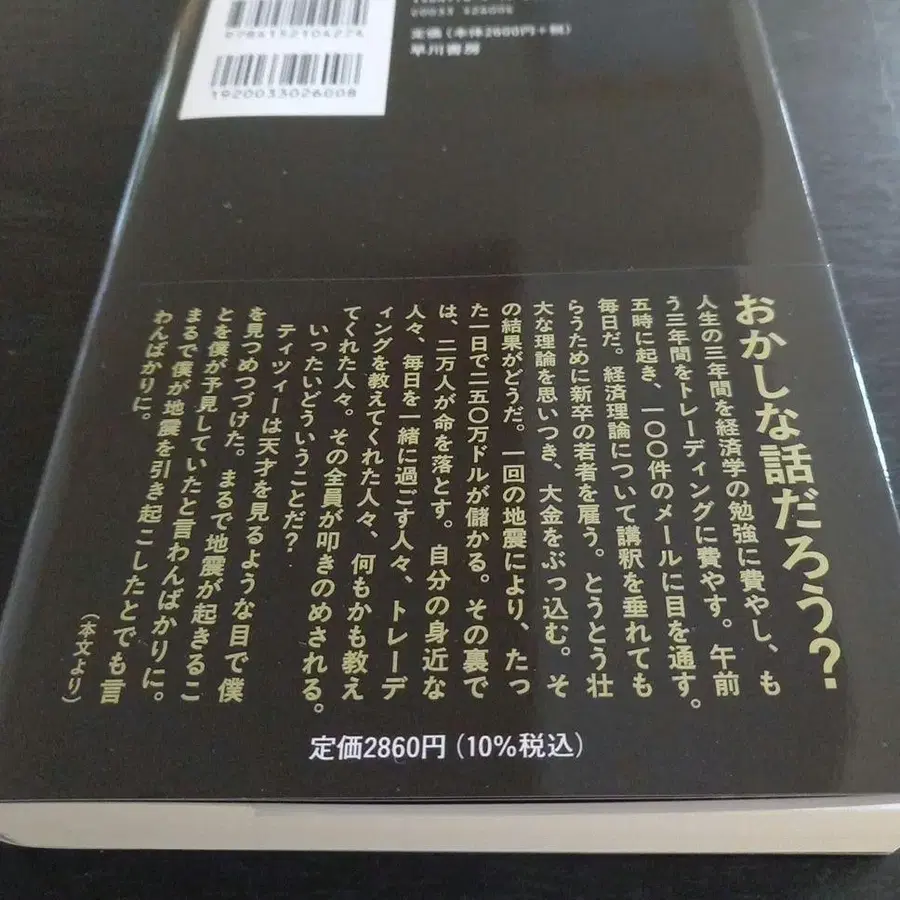 9784152104274
1920033026008
定価(本体2600円+税)
早川書房
おかしな話だろう?
人生の三年間を経済学の勉強に費やし、も
う三年間をトレーディングに費やす。午前
五時に起き、一〇〇件のメールに目を通す。
毎日だ。経済理論について講釈を垂れても
らうために新卒の若者を雇う。とうとう壮
大な理論を思いつき、大金をぶっ込む。そ
の結果がどうだ。一回の地震により、たっ
た一日で二五〇万ドルが儲かる。その裏で
は、二万人が命を落とす。自分の身近な
人々、毎日を一緒に過ごす人々、トレーデ
ィングを教えてくれた人々、何もかも教え
てくれた人々。その全員が叩きのめされる。
いったいどういうことだ?
ティツィーは天才を見るような目で僕
を見つめつづけた。まるで地震が起きるこ
とを僕が予見していたと言わんばかりに。
まるで僕が地震を引き起こしたとでも言
わんばかりに。
(本文より)
定価2860円(10%税込)